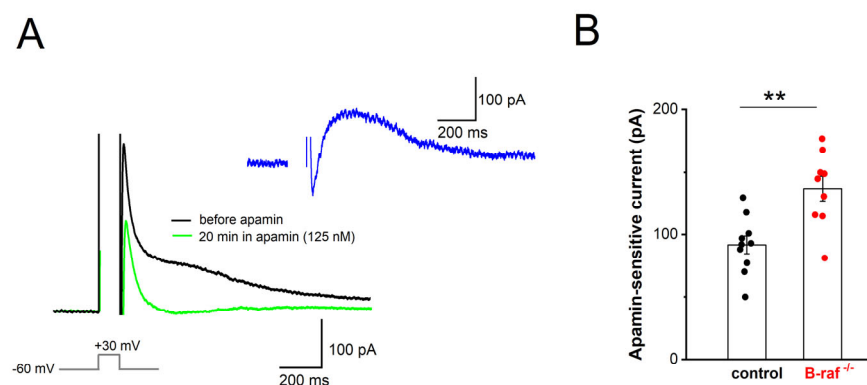 A
100 pA
200 ms
before apamin
20 min in apamin (125 nM)
+30 mV
-60 mV
100 pA
200 ms
B
**
Apamin-sensitive current (pA)
200
100
0
control
B-raf -/-